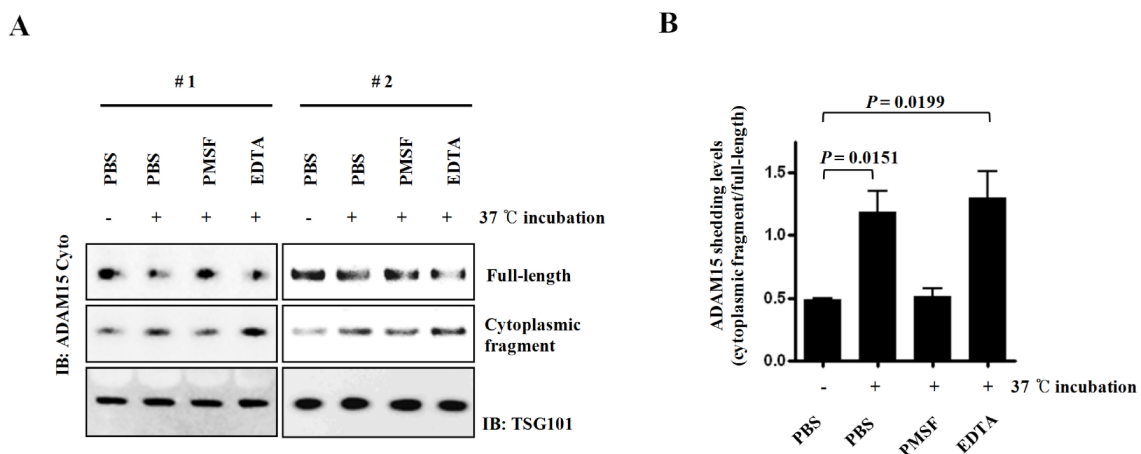 A
# 1
# 2
PBS PBS PMSF EDTA PBS PBS PMSF EDTA
- + + + - + + + 37 ℃ incubation
IB: ADAM15 Cyto
Full-length
Cytoplasmic
fragment
IB: TSG101
B
P = 0.0199
P = 0.0151
ADAM15 shedding levels
(cytoplasmic fragment/full-length)
1.5
1.0
0.5
0.0
- + + + 37 ℃ incubation
PBS PBS PMSF EDTA